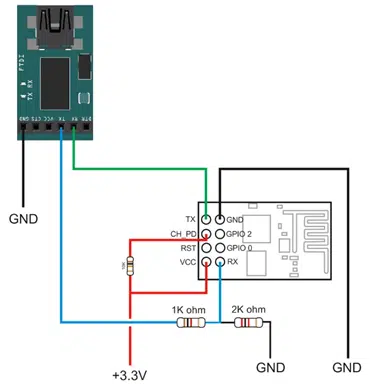 FTDI
TX RX
GND CTS VCC TX RX DTR
GND
TX GND
CH_PD GPIO 2
RST GPIO 0
VCC RX
10K
1K ohm 2K ohm
+3.3V
GND GND